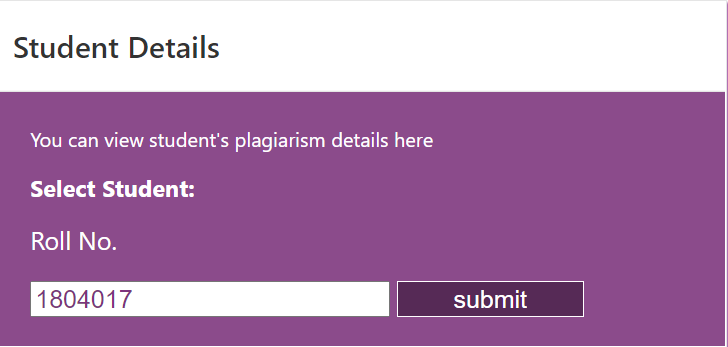 Student Details
You can view student's plagiarism details here
Select Student:
Roll No.
1804017 submit